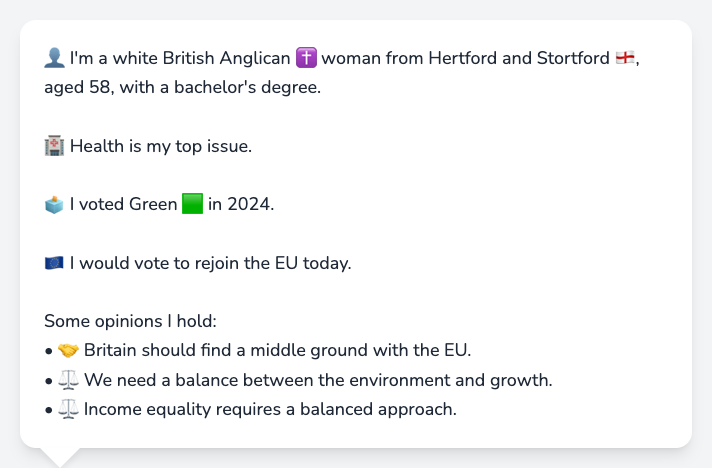 👤 I'm a white British Anglican ✝️ woman from Hertford and Stortford 🏴󠁧󠁢󠁥󠁮󠁧󠁿,
aged 58, with a bachelor's degree.
🏥 Health is my top issue.
🗳️ I voted Green 🟩 in 2024.
🇪🇺 I would vote to rejoin the EU today.
Some opinions I hold:
• 🤝 Britain should find a middle ground with the EU.
• ⚖️ We need a balance between the environment and growth.
• ⚖️ Income equality requires a balanced approach.